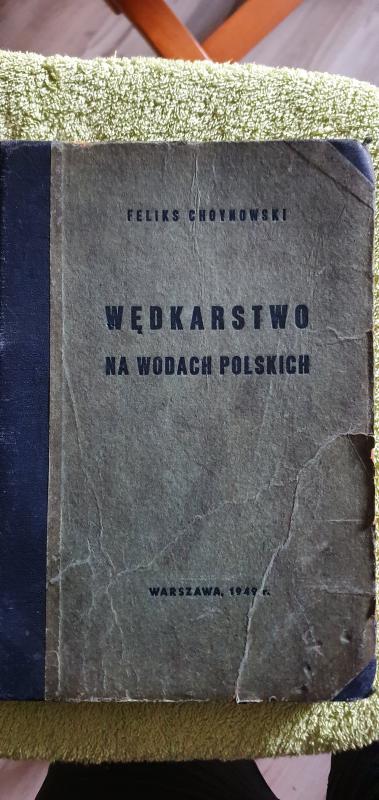 FELIKS CHOYNOWSKI
WĘDKARSTWO
NA WODACH POLSKICH
WARSZAWA, 1949 r.